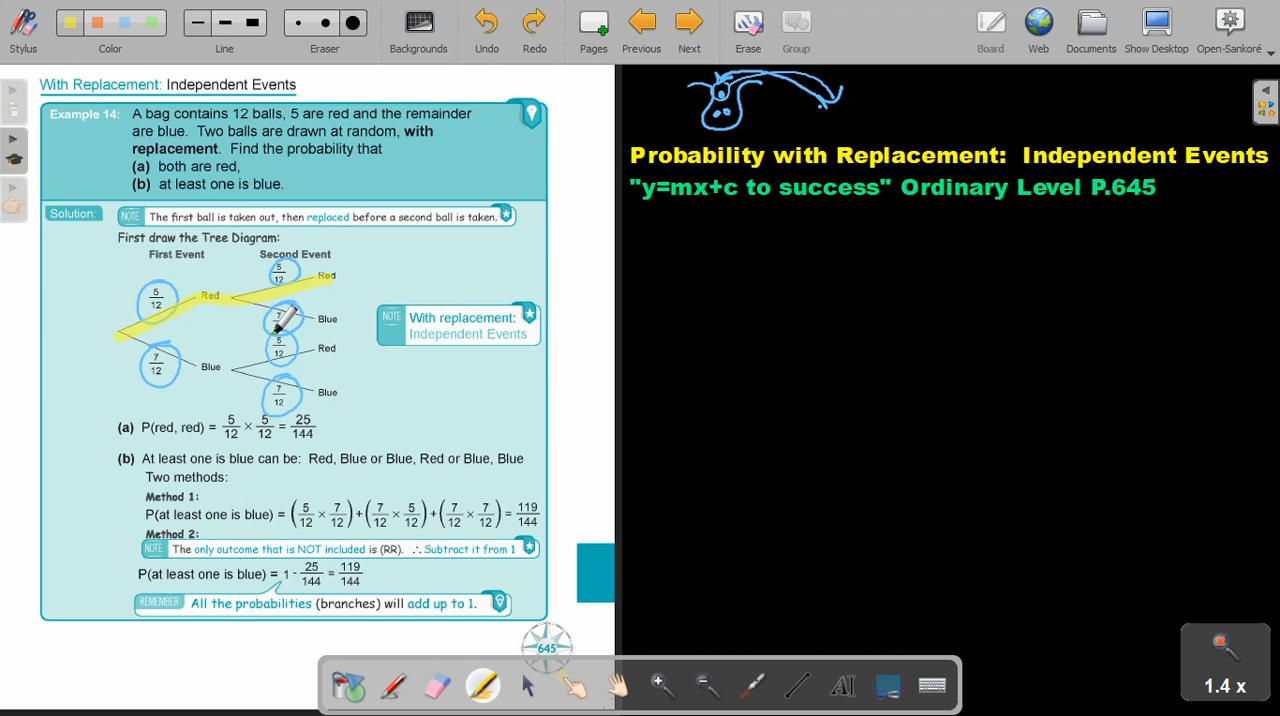 Stylus
Color
Line
Eraser
Backgrounds
Undo
Redo
Pages
Previous
Next
Erase
Group
Board
Web
Documents
Show Desktop
Open-Sankoré
With Replacement: Independent Events
Example 14: A bag contains 12 balls, 5 are red and the remainder
are blue. Two balls are drawn at random, with
replacement. Find the probability that
(a) both are red,
(b) at least one is blue.
Solution:
NOTE The first ball is taken out, then replaced before a second ball is taken.
First draw the Tree Diagram:
First Event Second Event
5/12 Red
5/12 Red
7 Blue
7/12 Blue
5/12 Red
7/12 Blue
NOTE With replacement:
Independent Events
(a) P(red, red) = 5/12 × 5/12 = 25/144
(b) At least one is blue can be: Red, Blue or Blue, Red or Blue, Blue
Two methods:
Method 1:
P(at least one is blue) = (5/12 × 7/12) + (7/12 × 5/12) + (7/12 × 7/12) = 119/144
Method 2:
NOTE The only outcome that is NOT included is (RR). ∴ Subtract it from 1
P(at least one is blue) = 1 - 25/144 = 119/144
REMEMBER All the probabilities (branches) will add up to 1.
645
Probability with Replacement: Independent Events
"y=mx+c to success" Ordinary Level P.645
AI
1.4 x